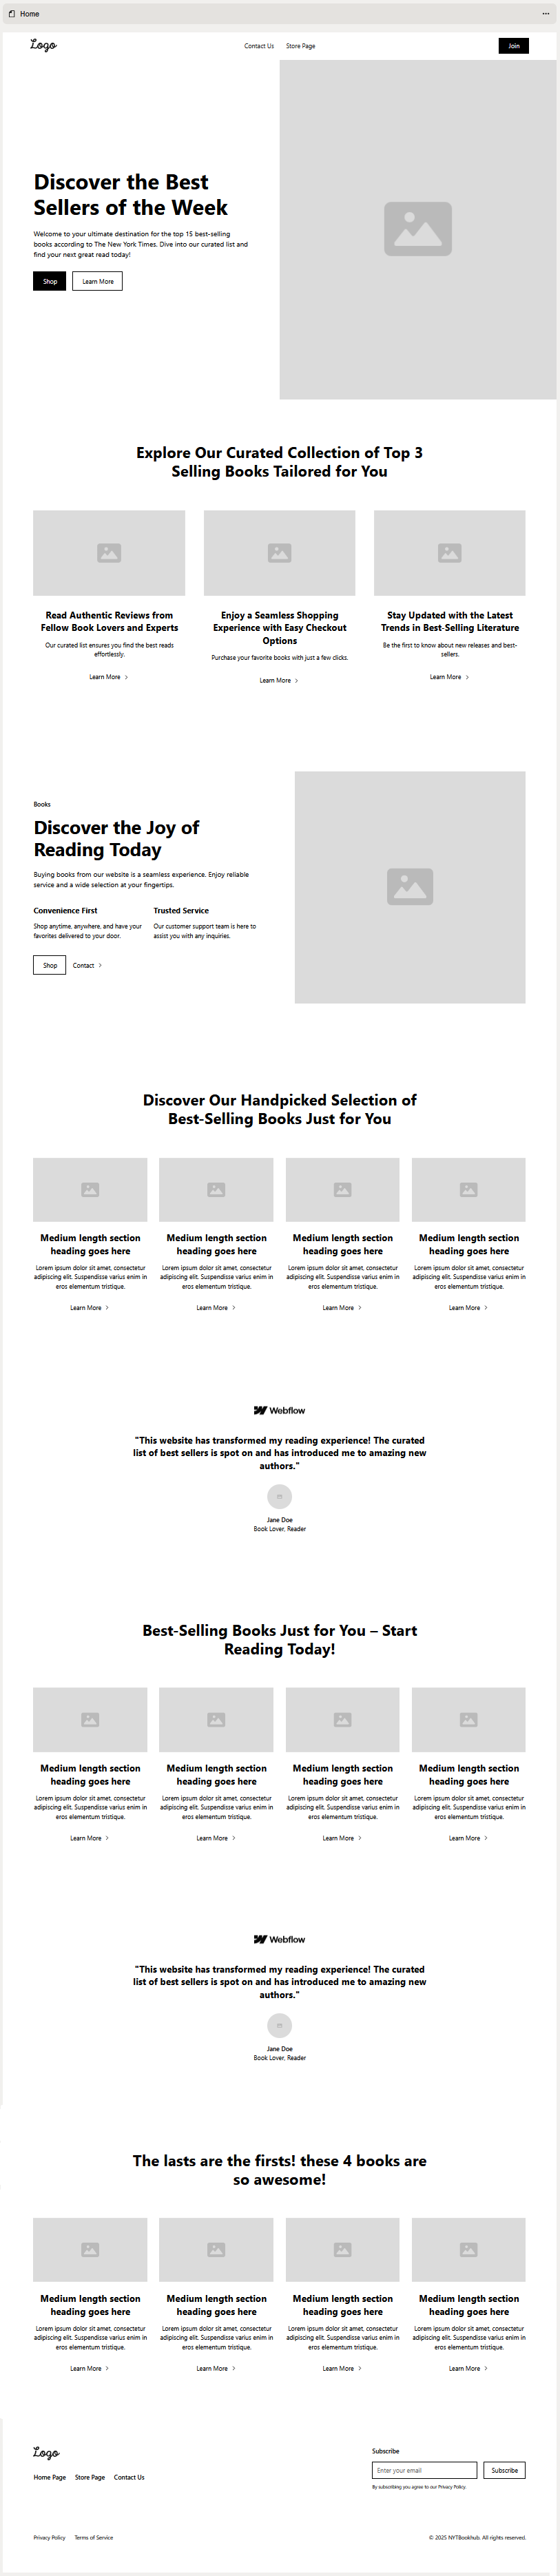 Home
Logo
Contact Us
Store Page
Join
Discover the Best
Sellers of the Week
Welcome to your ultimate destination for the top 15 best-selling
books according to The New York Times. Dive into our curated list and
find your next great read today!
Shop
Learn More
Explore Our Curated Collection of Top 3
Selling Books Tailored for You
Read Authentic Reviews from
Fellow Book Lovers and Experts
Our curated list ensures you find the best reads
effortlessly.
Learn More
Enjoy a Seamless Shopping
Experience with Easy Checkout
Options
Purchase your favorite books with just a few clicks.
Learn More
Stay Updated with the Latest
Trends in Best-Selling Literature
Be the first to know about new releases and best-
sellers.
Learn More
Books
Discover the Joy of
Reading Today
Buying books from our website is a seamless experience. Enjoy reliable
service and a wide selection at your fingertips.
Convenience First
Shop anytime, anywhere, and have your
favorites delivered to your door.
Trusted Service
Our customer support team is here to
assist you with any inquiries.
Shop
Contact
Discover Our Handpicked Selection of
Best-Selling Books Just for You
Medium length section
heading goes here
Lorem ipsum dolor sit amet, consectetur
adipiscing elit. Suspendisse varius enim in
eros elementum tristique.
Learn More
Medium length section
heading goes here
Lorem ipsum dolor sit amet, consectetur
adipiscing elit. Suspendisse varius enim in
eros elementum tristique.
Learn More
Medium length section
heading goes here
Lorem ipsum dolor sit amet, consectetur
adipiscing elit. Suspendisse varius enim in
eros elementum tristique.
Learn More
Medium length section
heading goes here
Lorem ipsum dolor sit amet, consectetur
adipiscing elit. Suspendisse varius enim in
eros elementum tristique.
Learn More
Webflow
"This website has transformed my reading experience! The curated
list of best sellers is spot on and has introduced me to amazing new
authors."
Jane Doe
Book Lover, Reader
Best-Selling Books Just for You – Start
Reading Today!
Medium length section
heading goes here
Lorem ipsum dolor sit amet, consectetur
adipiscing elit. Suspendisse varius enim in
eros elementum tristique.
Learn More
Medium length section
heading goes here
Lorem ipsum dolor sit amet, consectetur
adipiscing elit. Suspendisse varius enim in
eros elementum tristique.
Learn More
Medium length section
heading goes here
Lorem ipsum dolor sit amet, consectetur
adipiscing elit. Suspendisse varius enim in
eros elementum tristique.
Learn More
Medium length section
heading goes here
Lorem ipsum dolor sit amet, consectetur
adipiscing elit. Suspendisse varius enim in
eros elementum tristique.
Learn More
Webflow
"This website has transformed my reading experience! The curated
list of best sellers is spot on and has introduced me to amazing new
authors."
Jane Doe
Book Lover, Reader
The lasts are the firsts! these 4 books are
so awesome!
Medium length section
heading goes here
Lorem ipsum dolor sit amet, consectetur
adipiscing elit. Suspendisse varius enim in
eros elementum tristique.
Learn More
Medium length section
heading goes here
Lorem ipsum dolor sit amet, consectetur
adipiscing elit. Suspendisse varius enim in
eros elementum tristique.
Learn More
Medium length section
heading goes here
Lorem ipsum dolor sit amet, consectetur
adipiscing elit. Suspendisse varius enim in
eros elementum tristique.
Learn More
Medium length section
heading goes here
Lorem ipsum dolor sit amet, consectetur
adipiscing elit. Suspendisse varius enim in
eros elementum tristique.
Learn More
Logo
Home Page
Store Page
Contact Us
Subscribe
Enter your email
Subscribe
By subscribing you agree to our Privacy Policy.
Privacy Policy
Terms of Service
© 2025 NYTBookhub. All rights reserved.